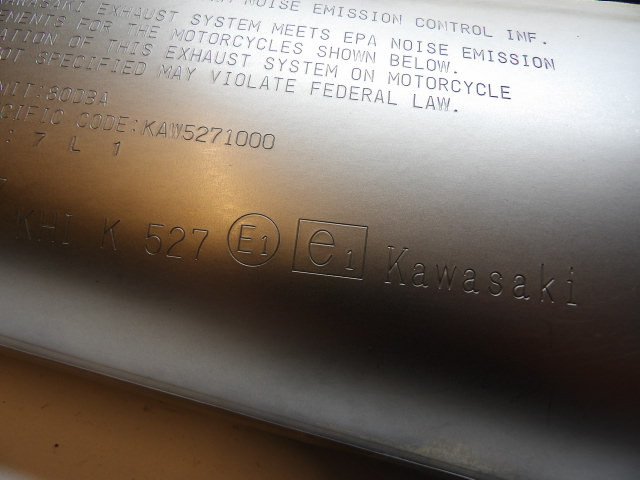 NOISE EMISSION CONTROL INF.
EXHAUST SYSTEM MEETS EPA NOISE EMISSION
FOR THE MOTORCYCLES SHOWN BELOW.
OF THIS EXHAUST SYSTEM ON MOTORCYCLE
SPECIFIED MAY VIOLATE FEDERAL LAW.
80DBA
CODE:KAW5271000
: 7 L 1
KHI K 527 E1 e1 Kawasaki